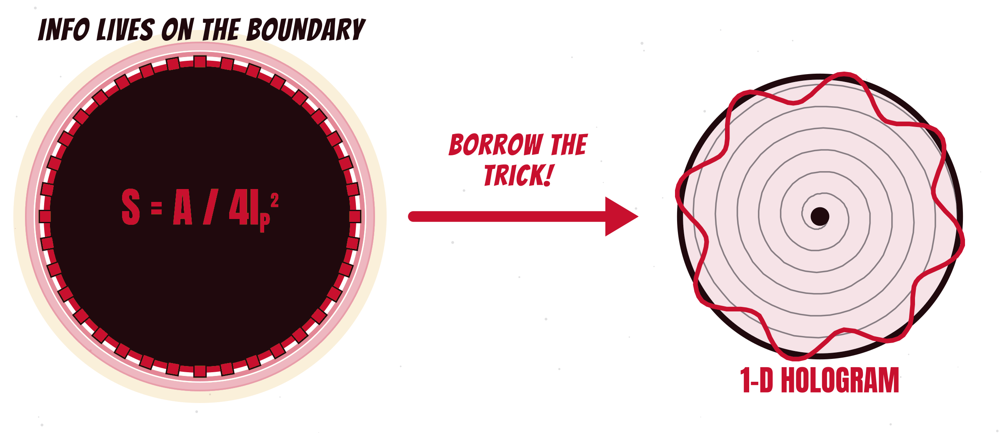 INFO LIVES ON THE BOUNDARY
S = A / 4lₚ²
BORROW THE
TRICK!
1-D HOLOGRAM